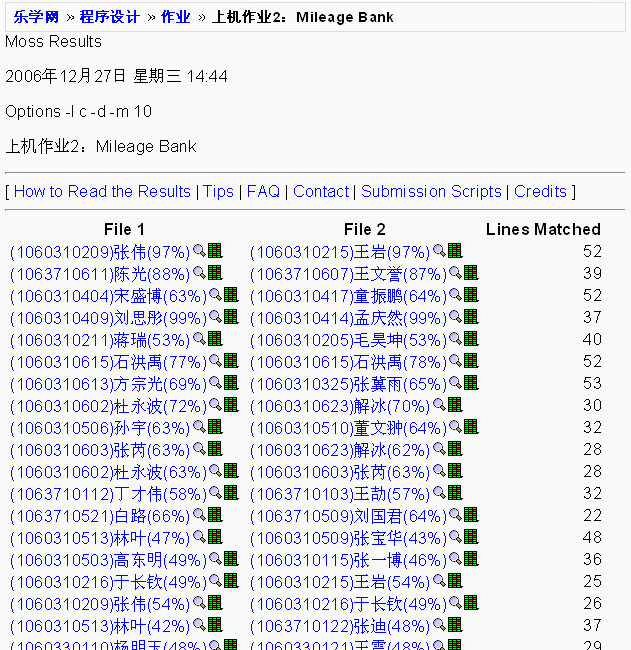 乐学网 » 程序设计 » 作业 » 上机作业2：Mileage Bank
Moss Results
2006年12月27日 星期三 14:44
Options -l c -d -m 10
上机作业2：Mileage Bank
[ How to Read the Results | Tips | FAQ | Contact | Submission Scripts | Credits ]
File 1 File 2 Lines Matched
(1060310209)张伟(97%) (1060310215)王岩(97%) 52
(1063710611)陈光(88%) (1063710607)王文誉(87%) 39
(1060310404)宋盛博(63%) (1060310417)童振鹏(64%) 52
(1060310409)刘思彤(99%) (1060310414)孟庆然(99%) 37
(1060310211)蒋瑞(53%) (1060310205)毛昊坤(53%) 40
(1060310615)石洪禹(77%) (1060310615)石洪禹(78%) 52
(1060310613)方宗光(69%) (1060310325)张冀雨(65%) 53
(1060310602)杜永波(72%) (1060310623)解冰(70%) 30
(1060310506)孙宇(63%) (1060310510)董文翀(64%) 32
(1060310603)张芮(63%) (1060310623)解冰(62%) 28
(1060310602)杜永波(63%) (1060310603)张芮(63%) 28
(1063710112)丁才伟(58%) (1063710103)王劼(57%) 32
(1063710521)白路(66%) (1063710509)刘国君(64%) 22
(1060310513)林叶(47%) (1060310509)张宝华(43%) 48
(1060310503)高东明(49%) (1060310115)张一博(46%) 36
(1060310216)于长钦(49%) (1060310215)王岩(54%) 25
(1060310209)张伟(54%) (1060310216)于长钦(49%) 26
(1060310513)林叶(42%) (1063710122)张迪(48%) 37
(1060330110)杨明玉(48%) (1060330121)王霄(48%) 29